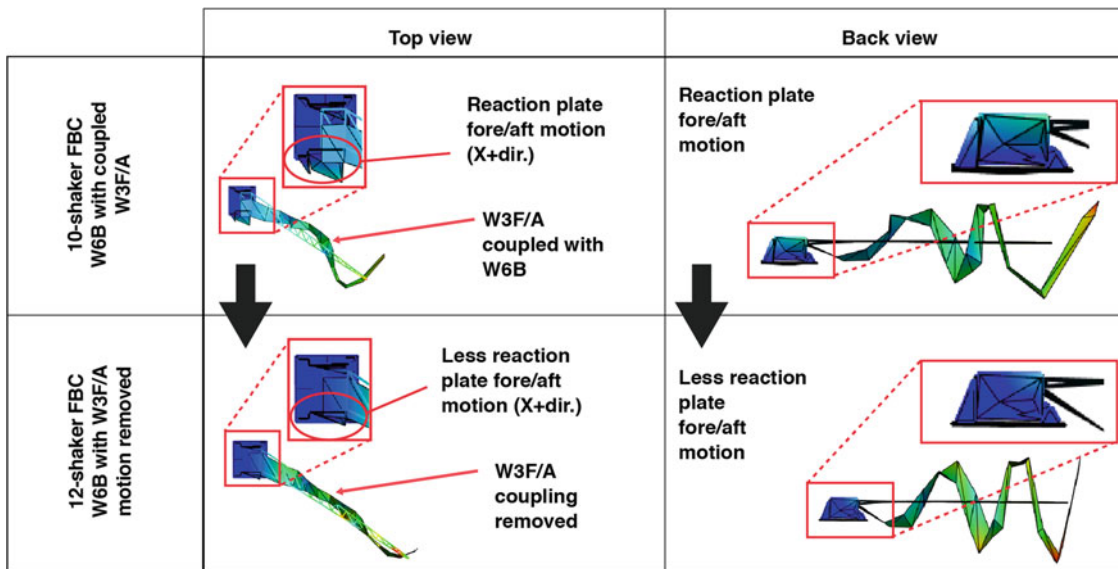 Top view
Back view
10-shaker FBC
W6B with coupled
W3F/A
Reaction plate
fore/aft motion
(X+dir.)
W3F/A
coupled with
W6B
Reaction plate
fore/aft
motion
12-shaker FBC
W6B with W3F/A
motion removed
Less reaction
plate fore/aft
motion (X+dir.)
W3F/A
coupling
removed
Less reaction
plate
fore/aft
motion